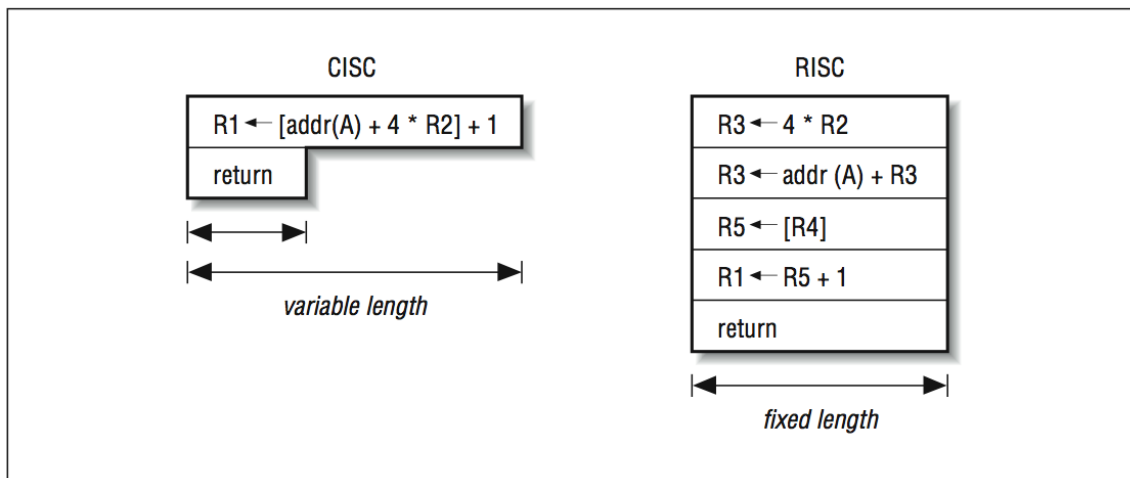 CISC
R1 ← [addr(A) + 4 * R2] + 1
return
variable length
RISC
R3 ← 4 * R2
R3 ← addr (A) + R3
R5 ← [R4]
R1 ← R5 + 1
return
fixed length